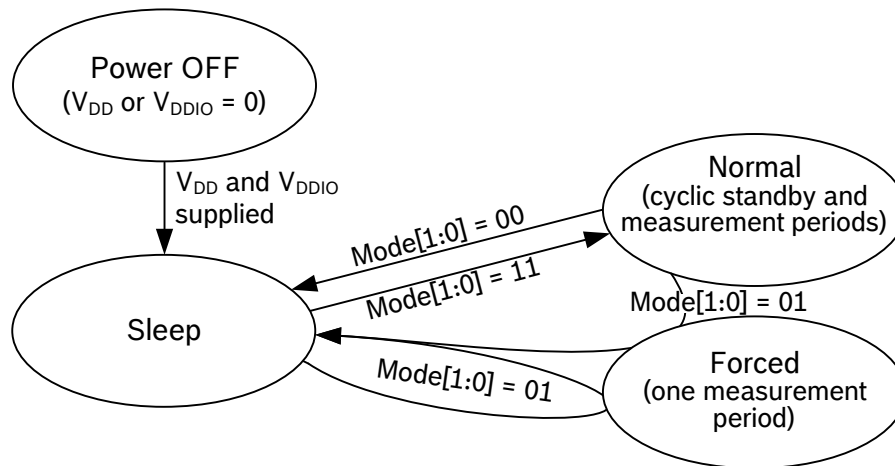 Power OFF
(VDD or VDDIO = 0)
VDD and VDDIO
supplied
Normal
(cyclic standby and
measurement periods)
Mode[1:0] = 00
Mode[1:0] = 11
Mode[1:0] = 01
Sleep
Mode[1:0] = 01
Forced
(one measurement
period)